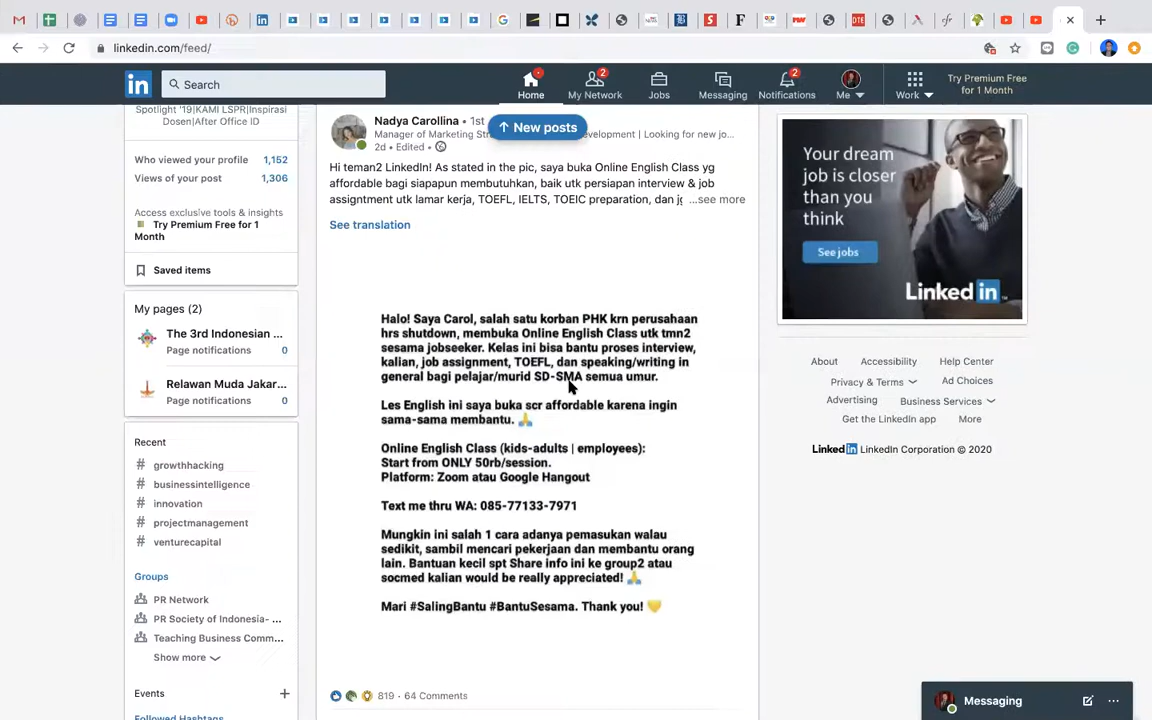 linkedin.com/feed/
in
Search
Home
2
My Network
Jobs
Messaging
2
Notifications
Me
Work
Try Premium Free
for 1 Month
Spotlight '19|KAMI LSPR|Inspirasi
Dosen|After Office ID
Who viewed your profile 1,152
Views of your post 1,306
Access exclusive tools & insights
Try Premium Free for 1
Month
Saved items
My pages (2)
The 3rd Indonesian ...
Page notifications 0
Relawan Muda Jakar...
Page notifications 0
Recent
# growthhacking
# businessintelligence
# innovation
# projectmanagement
# venturecapital
Groups
PR Network
PR Society of Indonesia- ...
Teaching Business Comm...
Show more
Events
Followed Hashtags
Nadya Carollina • 1st
New posts
Manager of Marketing Str evelopment | Looking for new jo...
2d • Edited •
Hi teman2 LinkedIn! As stated in the pic, saya buka Online English Class yg
affordable bagi siapapun membutuhkan, baik utk persiapan interview & job
assigntment utk lamar kerja, TOEFL, IELTS, TOEIC preparation, dan ...see more
See translation
Halo! Saya Carol, salah satu korban PHK krn perusahaan
hrs shutdown, membuka Online English Class utk tmn2
sesama jobseeker. Kelas ini bisa bantu proses interview,
kalian, job assignment, TOEFL, dan speaking/writing in
general bagi pelajar/murid SD-SMA semua umur.
Les English ini saya buka scr affordable karena ingin
sama-sama membantu. 🙏
Online English Class (kids-adults | employees):
Start from ONLY 50rb/session.
Platform: Zoom atau Google Hangout
Text me thru WA: 085-77133-7971
Mungkin ini salah 1 cara adanya pemasukan walau
sedikit, sambil mencari pekerjaan dan membantu orang
lain. Bantuan kecil spt Share info ini ke group2 atau
socmed kalian would be really appreciated! 🙏
Mari #SalingBantu #BantuSesama. Thank you! 💛
819 • 64 Comments
Your dream
job is closer
than you
think
See jobs
Linked in
About Accessibility Help Center
Privacy & Terms Ad Choices
Advertising Business Services
Get the LinkedIn app More
Linked in LinkedIn Corporation © 2020
Messaging